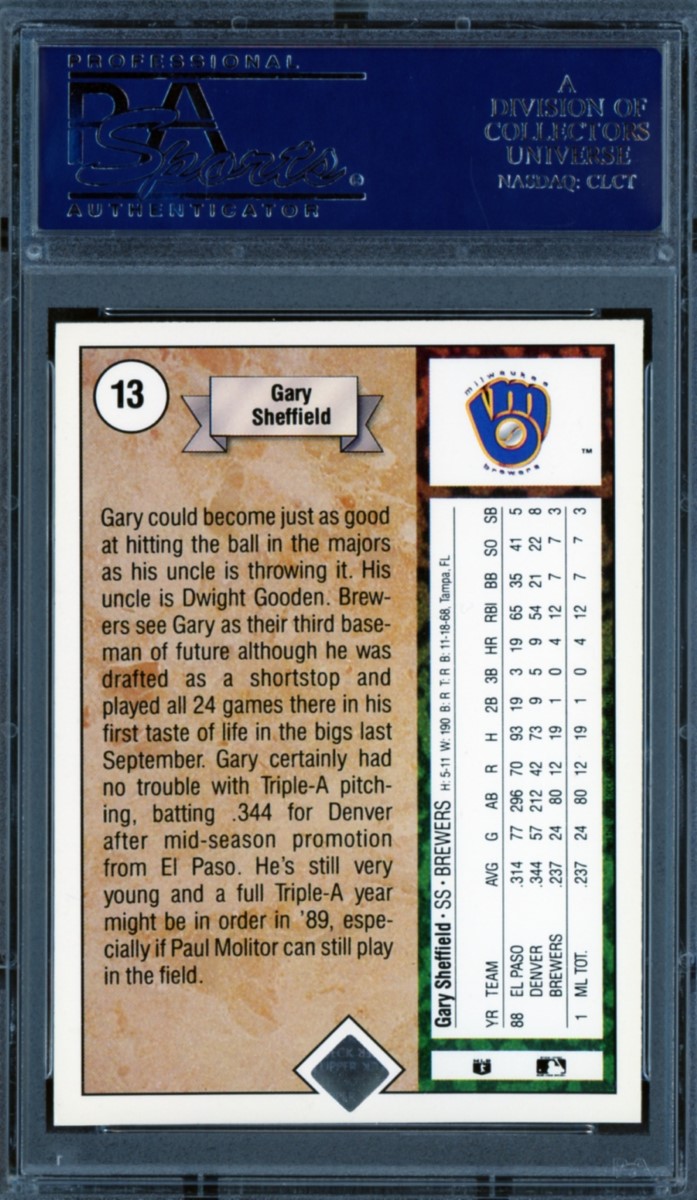 PROFESSIONAL
PSA
Sports®
AUTHENTICATOR
A
DIVISION OF
COLLECTORS
UNIVERSE
NASDAQ: CLCT
13
Gary
Sheffield
milwaukee
brewers
TM
Gary could become just as good
at hitting the ball in the majors
as his uncle is throwing it. His
uncle is Dwight Gooden. Brew-
ers see Gary as their third base-
man of future although he was
drafted as a shortstop and
played all 24 games there in his
first taste of life in the bigs last
September. Gary certainly had
no trouble with Triple-A pitch-
ing, batting .344 for Denver
after mid-season promotion
from El Paso. He's still very
young and a full Triple-A year
might be in order in '89, espe-
cially if Paul Molitor can still play
in the field.
Gary Sheffield • SS • BREWERS H: 5-11 W: 190 B: R T: R B: 11-18-68, Tampa, FL
YR TEAM AVG G AB R H 2B 3B HR RBI BB SO SB
88 EL PASO .314 77 296 70 93 19 3 19 65 35 41 5
DENVER .344 57 212 42 73 9 5 9 54 21 22 8
BREWERS .237 24 80 12 19 1 0 4 12 7 7 3
1 ML TOT. .237 24 80 12 19 1 0 4 12 7 7 3